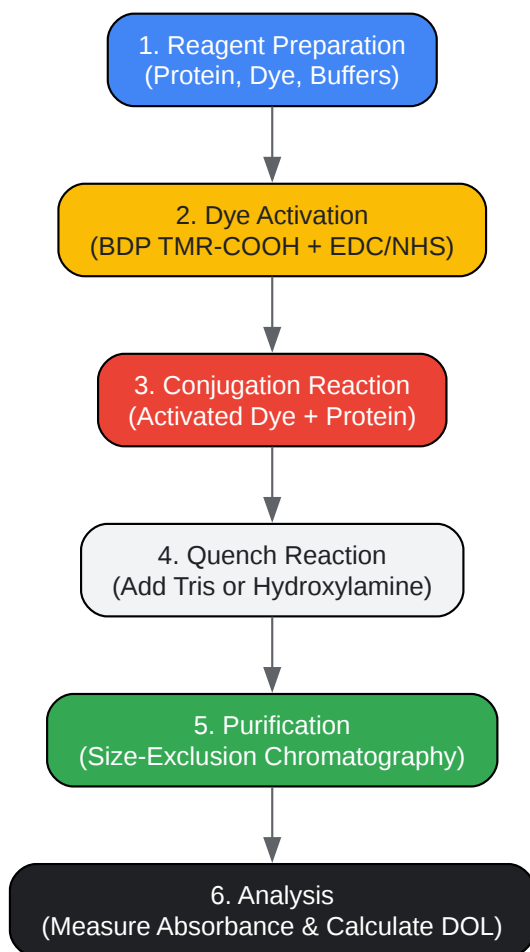 1. Reagent Preparation
(Protein, Dye, Buffers)
2. Dye Activation
(BDP TMR-COOH + EDC/NHS)
3. Conjugation Reaction
(Activated Dye + Protein)
4. Quench Reaction
(Add Tris or Hydroxylamine)
5. Purification
(Size-Exclusion Chromatography)
6. Analysis
(Measure Absorbance & Calculate DOL)